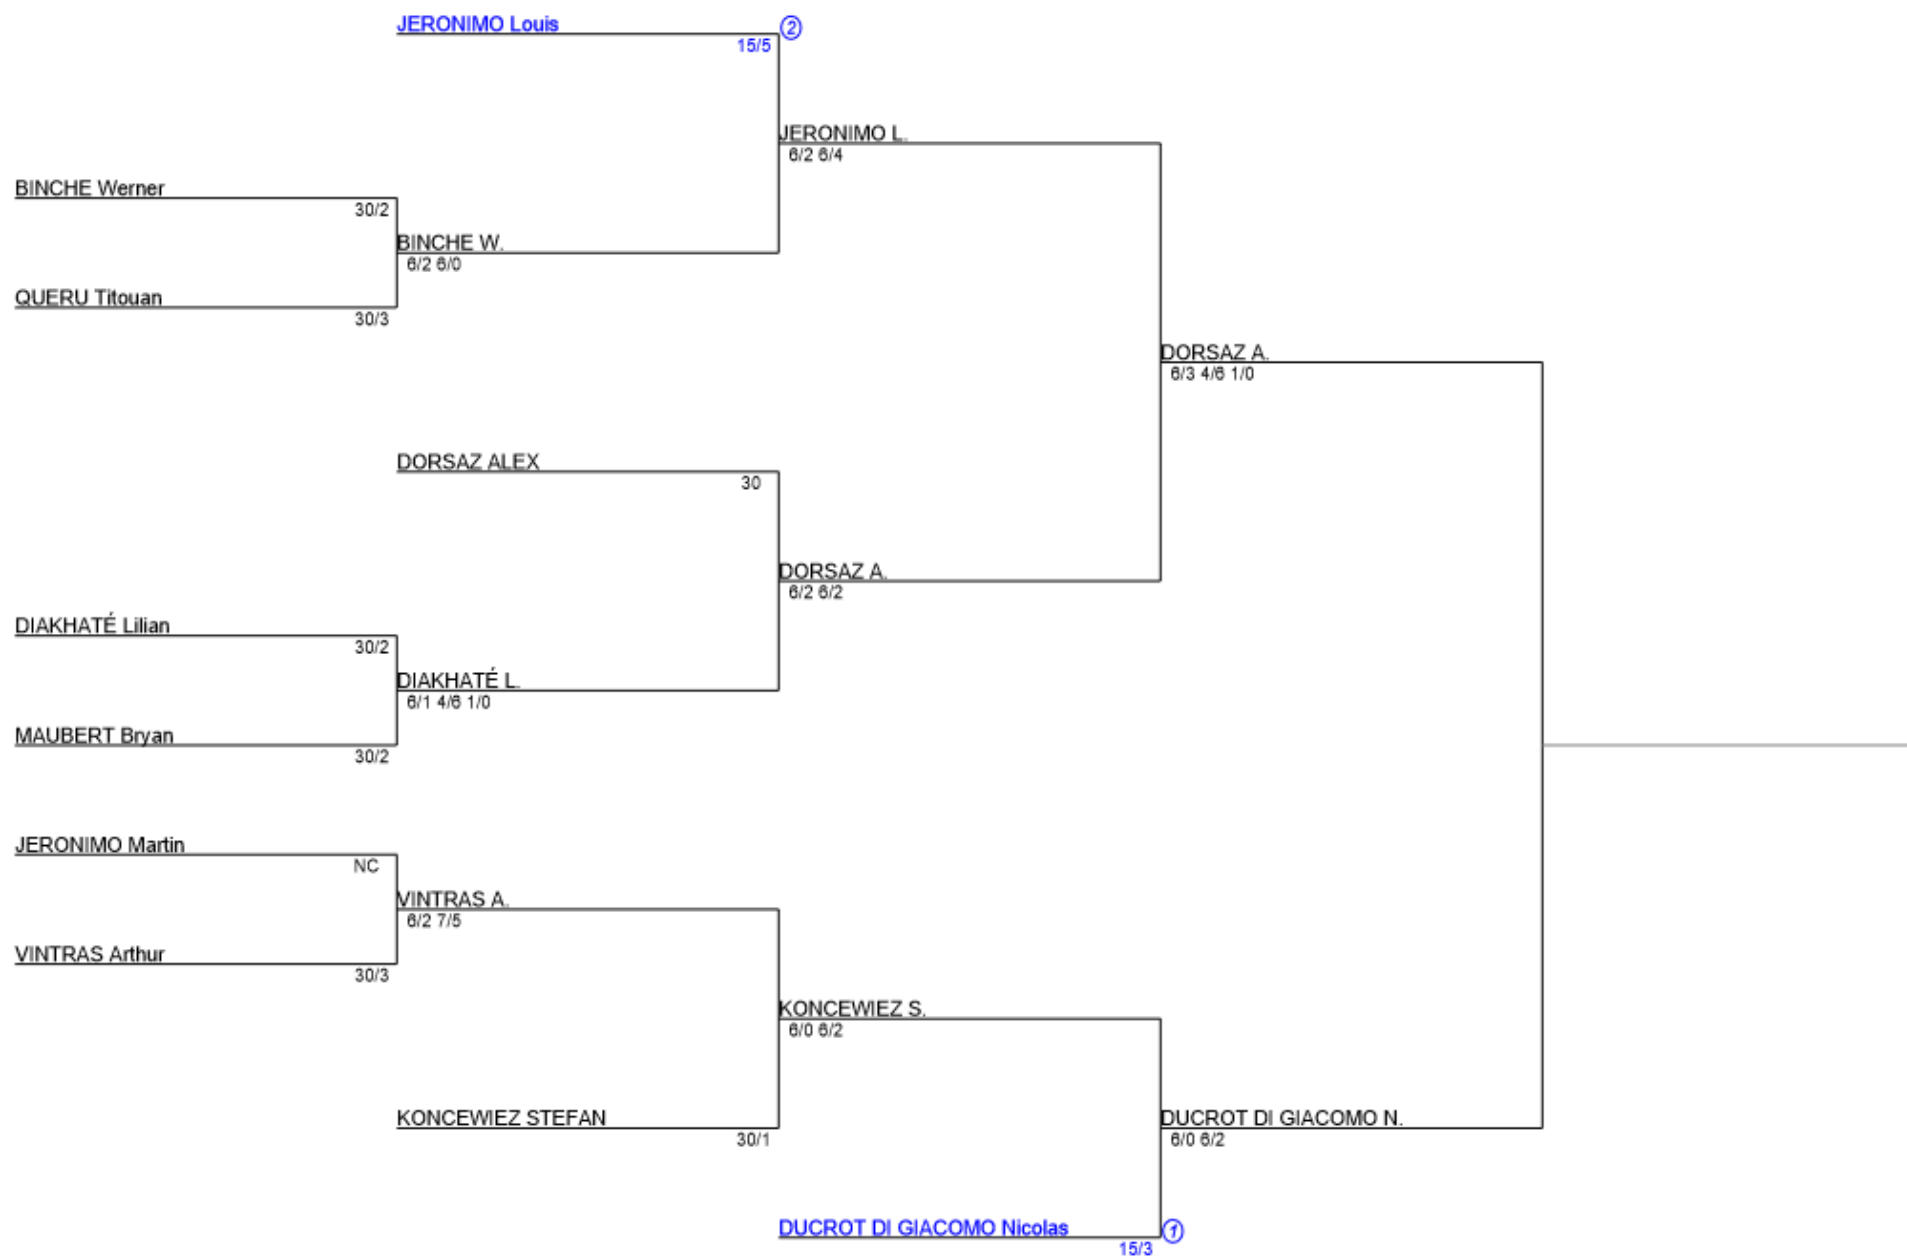 JERONIMO Louis
15/5
2
JERONIMO L.
6/2 6/4
BINCHE Werner
30/2
BINCHE W.
6/2 6/0
QUERU Titouan
30/3
DORSAZ A.
6/3 4/6 1/0
DORSAZ ALEX
30
DORSAZ A.
6/2 6/2
DIAKHATÉ Lilian
30/2
DIAKHATÉ L.
6/1 4/6 1/0
MAUBERT Bryan
30/2
JERONIMO Martin
NC
VINTRAS A.
6/2 7/5
VINTRAS Arthur
30/3
KONCEWIEZ S.
6/0 6/2
KONCEWIEZ STEFAN
30/1
DUCROT DI GIACOMO N.
6/0 6/2
DUCROT DI GIACOMO Nicolas
15/3
1